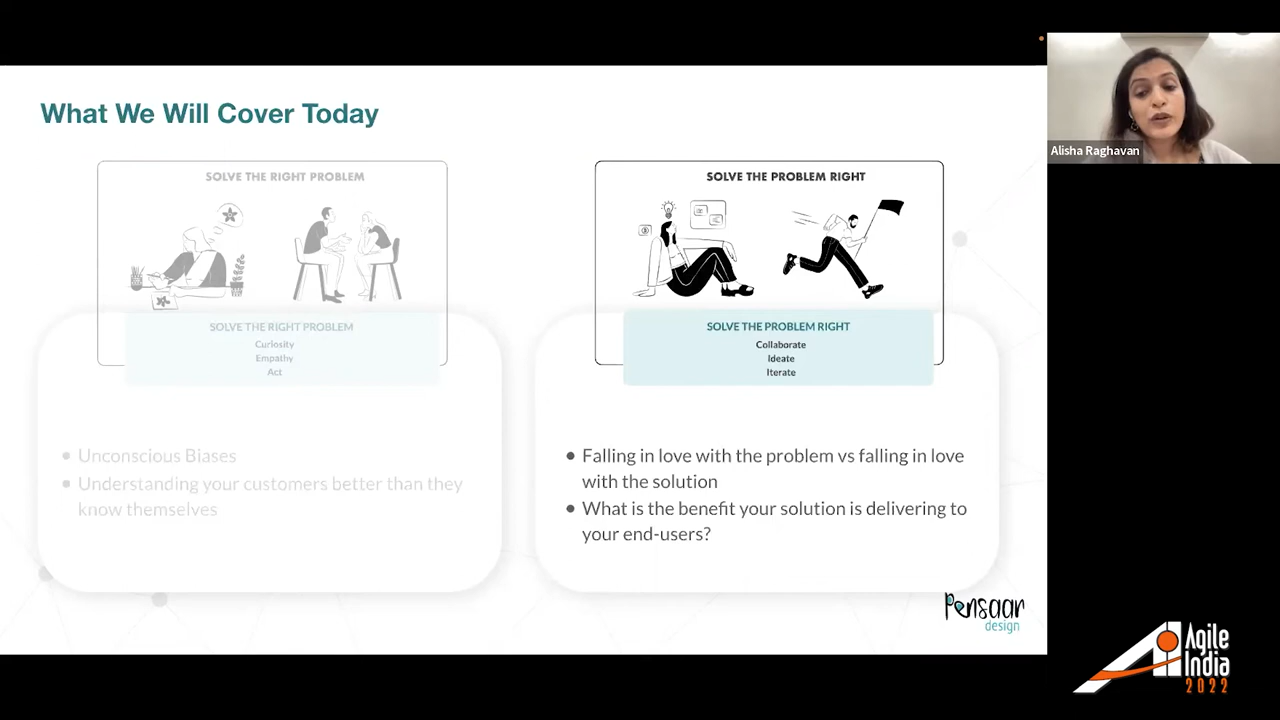 What We Will Cover Today
SOLVE THE RIGHT PROBLEM
SOLVE THE RIGHT PROBLEM
Curiosity
Empathy
Act
Unconscious Biases
Understanding your customers better than they
know themselves
SOLVE THE PROBLEM RIGHT
SOLVE THE PROBLEM RIGHT
Collaborate
Ideate
Iterate
Falling in love with the problem vs falling in love
with the solution
What is the benefit your solution is delivering to
your end-users?
Pensaar
design
Alisha Raghavan
Agile
India
2022